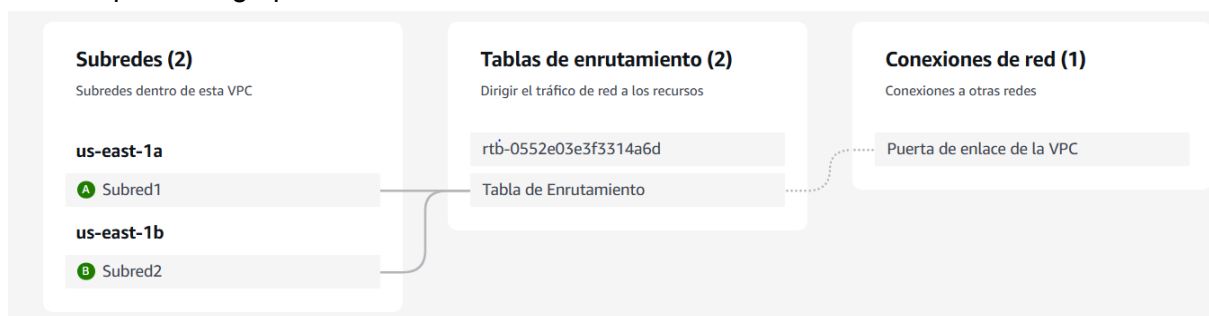 Subredes (2)
Subredes dentro de esta VPC
us-east-1a
A Subred1
us-east-1b
B Subred2
Tablas de enrutamiento (2)
Dirigir el tráfico de red a los recursos
rtb-0552e03e3f3314a6d
Tabla de Enrutamiento
Conexiones de red (1)
Conexiones a otras redes
Puerta de enlace de la VPC